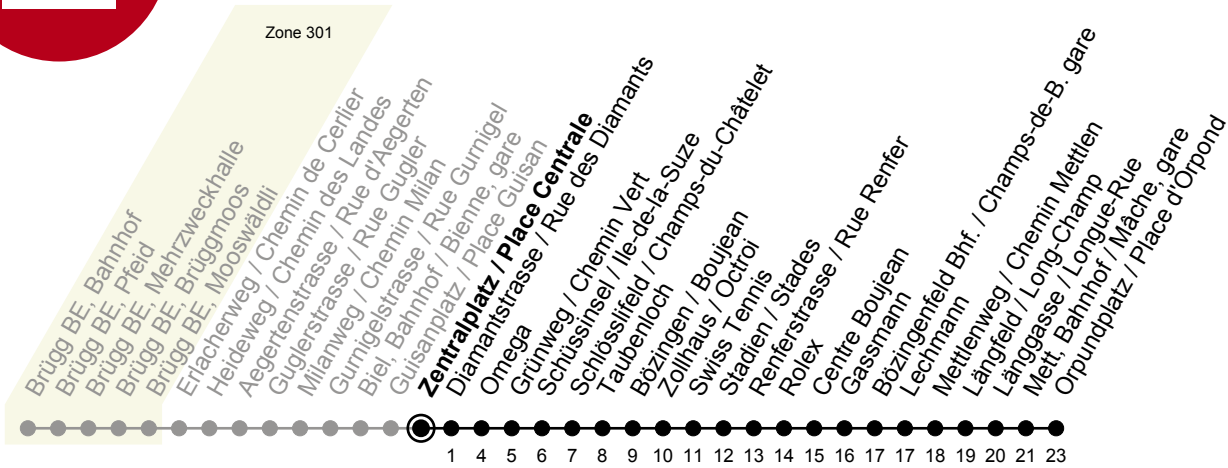 Zone 301
Brügg BE, Bahnhof
Brügg BE, Pfeid
Brügg BE, Mehrzweckhalle
Brügg BE, Brüggmoos
Brügg BE, Mooswäldli
Erlacherweg / Chemin de Cerlier
Heideweg / Chemin des Landes
Aegertenstrasse / Rue d'Aegerten
Guglerstrasse / Rue Gugler
Milanweg / Chemin Milan
Gurnigelstrasse / Rue Gurnigel
Biel, Bahnhof / Bienne, gare
Guisanplatz / Place Guisan
Zentralplatz / Place Centrale
Diamantstrasse / Rue des Diamants
Omega
Grünweg / Chemin Vert
Schüssinsel / Ile-de-la-Suze
Schlösslifeld / Champs-du-Châtelet
Taubenloch
Bözingen / Boujean
Zollhaus / Octroi
Swiss Tennis
Stadien / Stades
Renferstrasse / Rue Renfer
Rolex
Centre Boujean
Gassmann
Bözingenfeld Bhf. / Champs-de-B. gare
Lechmann
Mettlenweg / Chemin Mettlen
Längfeld / Long-Champ
Länggasse / Longue-Rue
Mett, Bahnhof / Mâche, gare
Orpundplatz / Place d'Orpond
1 4 5 6 7 8 9 10 11 12 13 14 15 16 17 17 18 19 20 21 23